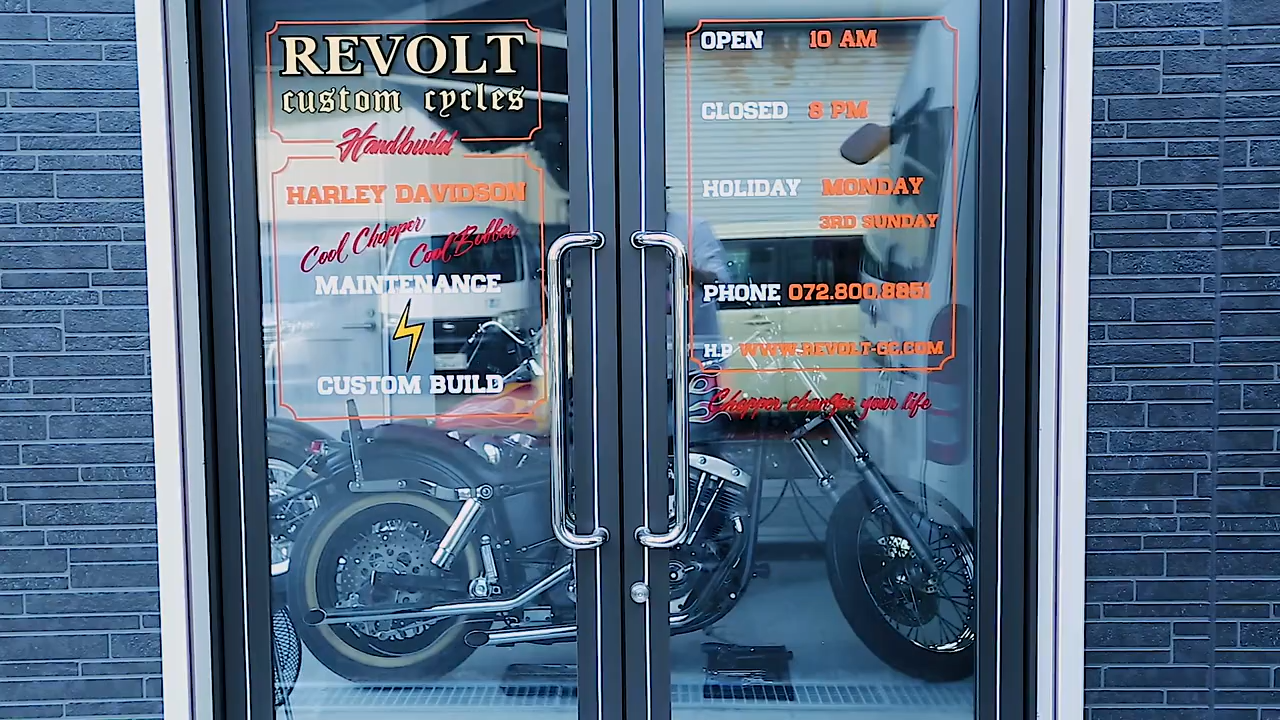 REVOLT
custom cycles
Handbuild
HARLEY DAVIDSON
Cool Chopper
Cool Bobber
MAINTENANCE
CUSTOM BUILD
OPEN 10 AM
CLOSED 8 PM
HOLIDAY MONDAY
3RD SUNDAY
PHONE 072.800.8851
H.P WWW.REVOLT-CC.COM
Chopper changes your life